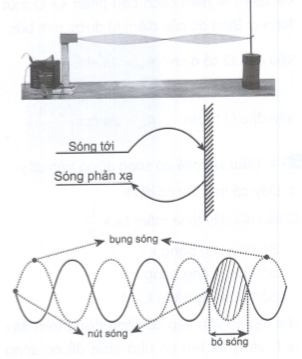 Sóng tới
Sóng phản xạ
bụng sóng
nút sóng
bó sóng